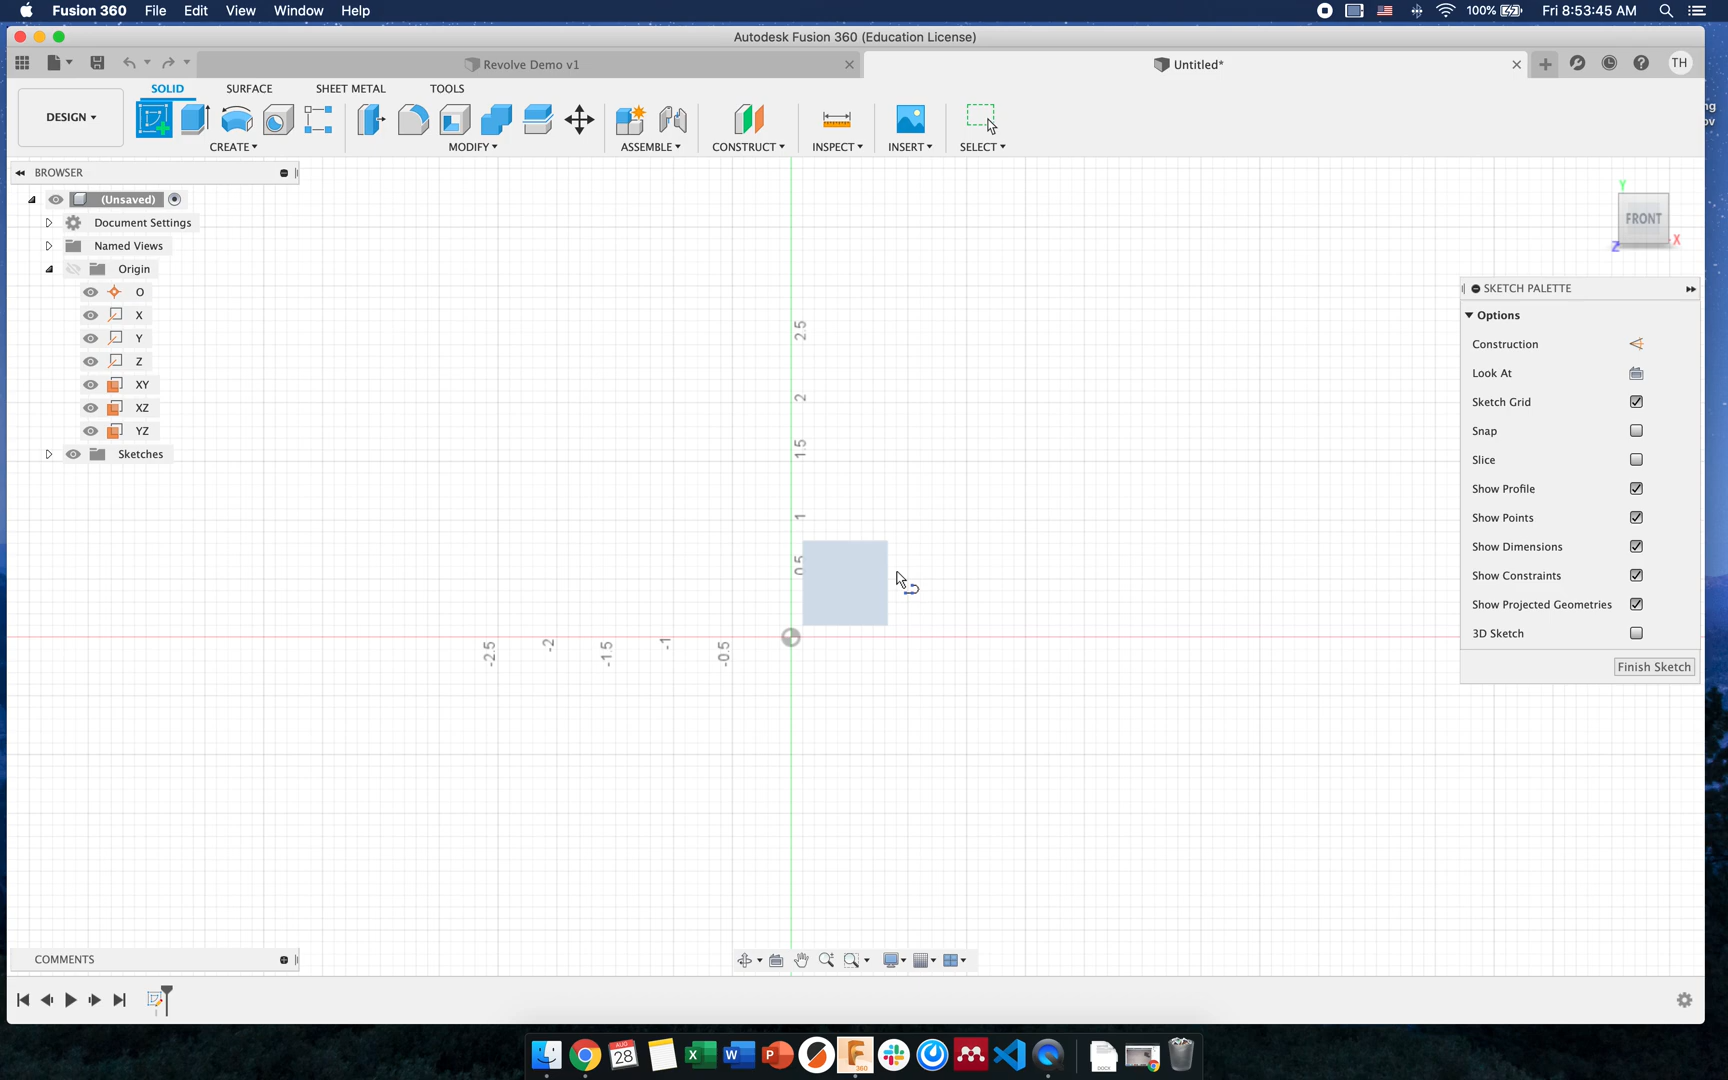 Fusion 360 File Edit View Window Help 100% Fri 8:53:45 AM
Autodesk Fusion 360 (Education License)
Revolve Demo v1 Untitled* TH
SOLID SURFACE SHEET METAL TOOLS
DESIGN
CREATE MODIFY ASSEMBLE CONSTRUCT INSPECT INSERT SELECT
BROWSER
(Unsaved)
Document Settings
Named Views
Origin
O
X
Y
Z
XY
XZ
YZ
Sketches
2.5
2
1.5
1
0.5
-2.5 -2 -1.5 -1 -0.5
Y
FRONT
Z X
SKETCH PALETTE
Options
Construction
Look At
Sketch Grid
Snap
Slice
Show Profile
Show Points
Show Dimensions
Show Constraints
Show Projected Geometries
3D Sketch
Finish Sketch
COMMENTS
AUG
28
X
W
P
F
360
DOCX